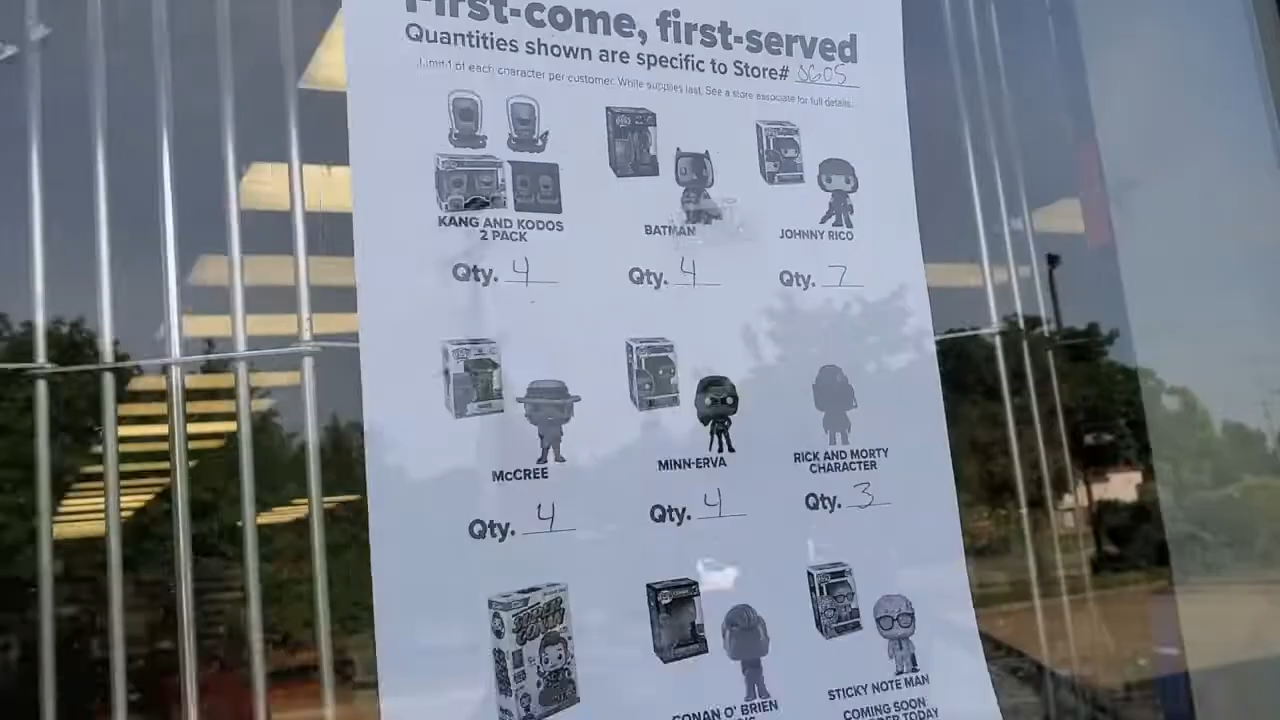 First-come, first-served
Quantities shown are specific to Store# 0605
Limit 1 of each character per customer. While supplies last. See a store associate for full details.
KANG AND KODOS
2 PACK
Qty. 4
BATMAN
Qty. 4
JOHNNY RICO
Qty. 7
McCREE
Qty. 4
MINN-ERVA
Qty. 4
RICK AND MORTY
CHARACTER
Qty. 3
SUPER
CONAN
CONAN O' BRIEN
STICKY NOTE MAN
COMING SOON
TODAY